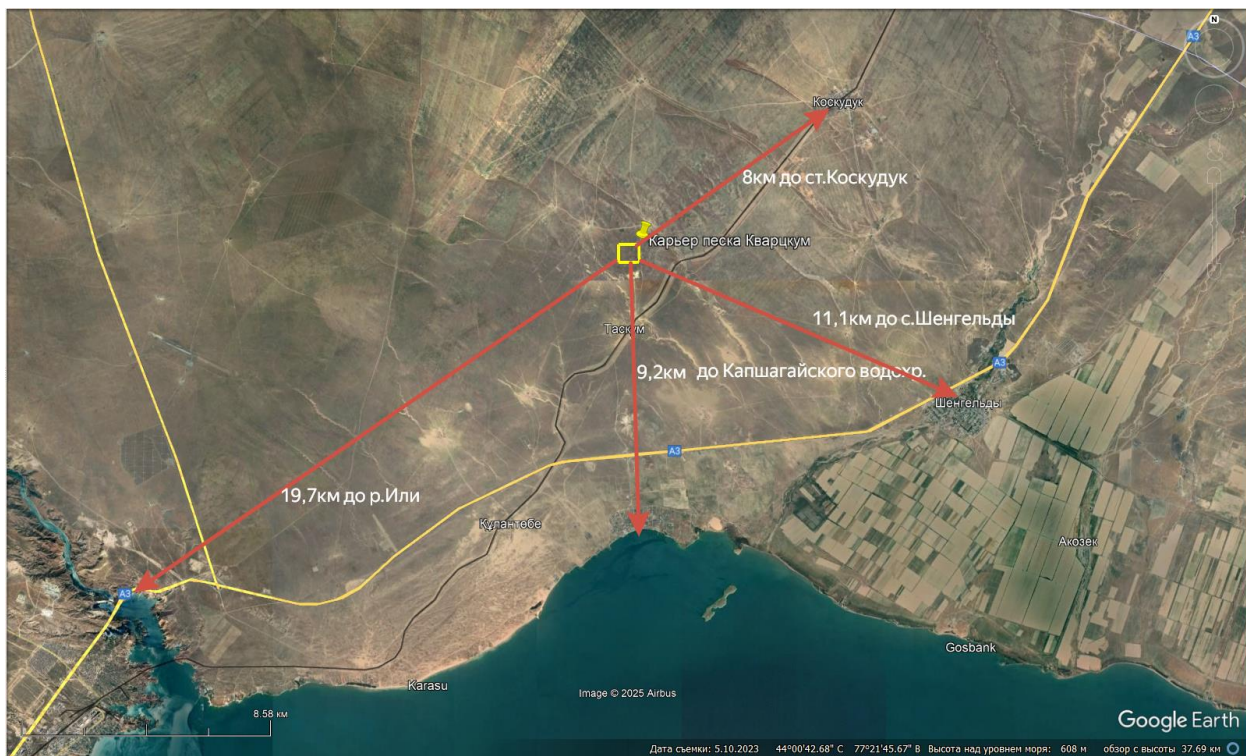 N
A3
Коскудук
8км до ст.Коскудук
Карьер песка Кварцкум
11,1км до с.Шенгельды
Таскум
A3
9,2км до Капшагайского водохр.
Шенгельды
A3
19,7км до р.Или
Құлантөбе
Акозек
A3
Gosbank
Karasu
Image © 2025 Airbus
8.58 км
Google Earth
Дата съемки: 5.10.2023 44°00'42.68" С 77°21'45.67" В Высота над уровнем моря: 608 м обзор с высоты 37.69 км